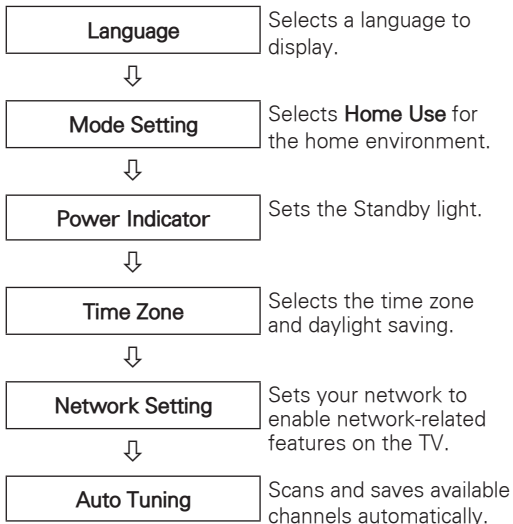 Language
Selects a language to
display.
Mode Setting
Selects Home Use for
the home environment.
Power Indicator
Sets the Standby light.
Time Zone
Selects the time zone
and daylight saving.
Network Setting
Sets your network to
enable network-related
features on the TV.
Auto Tuning
Scans and saves available
channels automatically.